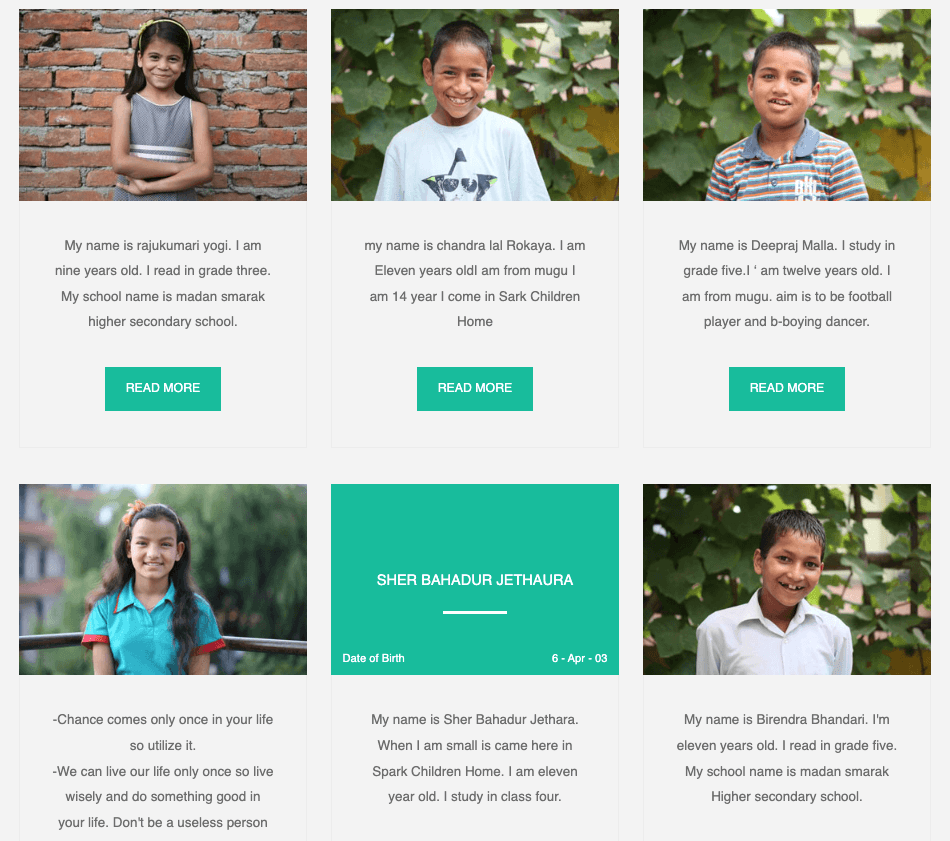 My name is rajukumari yogi. I am
nine years old. I read in grade three.
My school name is madan smarak
higher secondary school.
READ MORE
my name is chandra lal Rokaya. I am
Eleven years oldI am from mugu I
am 14 year I come in Sark Children
Home
READ MORE
My name is Deepraj Malla. I study in
grade five.I ‘ am twelve years old. I
am from mugu. aim is to be football
player and b-boying dancer.
READ MORE
-Chance comes only once in your life
so utilize it.
-We can live our life only once so live
wisely and do something good in
your life. Don't be a useless person
SHER BAHADUR JETHAURA
Date of Birth 6 - Apr - 03
My name is Sher Bahadur Jethara.
When I am small is came here in
Spark Children Home. I am eleven
year old. I study in class four.
My name is Birendra Bhandari. I'm
eleven years old. I read in grade five.
My school name is madan smarak
Higher secondary school.